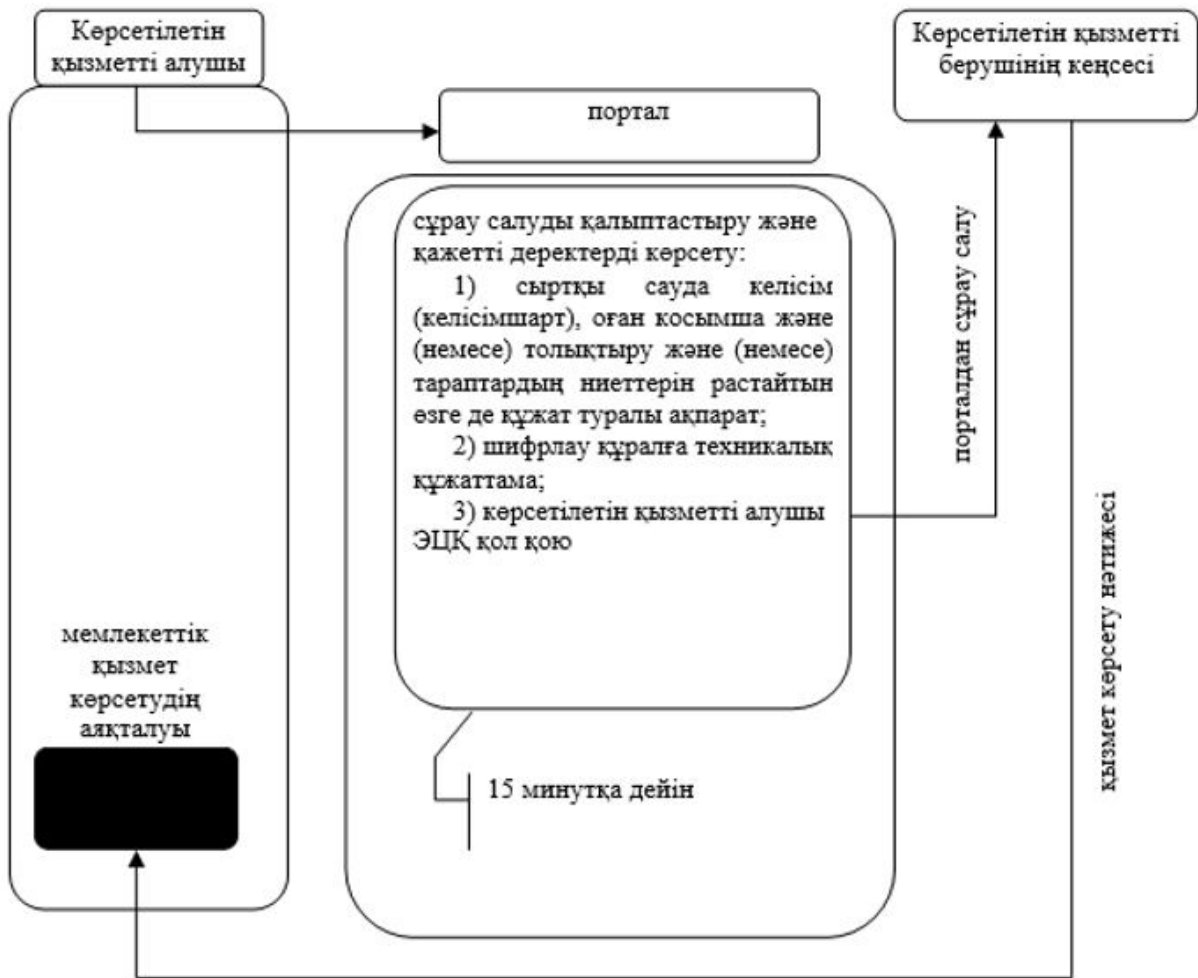 Көрсетілетін
қызметті алушы
портал
Көрсетілетін қызметті
берушінің кеңсесі
сұрау салуды қалыптастыру және
қажетті деректерді көрсету:
1) сыртқы сауда келісім
(келісімшарт), оған косымша және
(немесе) толықтыру және (немесе)
тараптардың ниеттерін растайтын
өзге де құжат туралы ақпарат;
2) шифрлау құралға техникалық
құжаттама;
3) көрсетілетін қызметті алушы
ЭЦҚ қол қою
порталдан сұрау салу
қызмет көрсету нәтижесі
мемлекеттік
қызмет
көрсетудің
аяқталуы
15 минутқа дейін